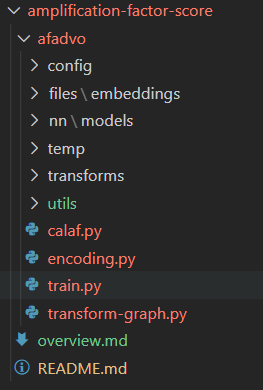 amplification-factor-score
afadvo
config
files\embeddings
nn\models
temp
transforms
utils
calaf.py
encoding.py
train.py
transform-graph.py
overview.md
README.md